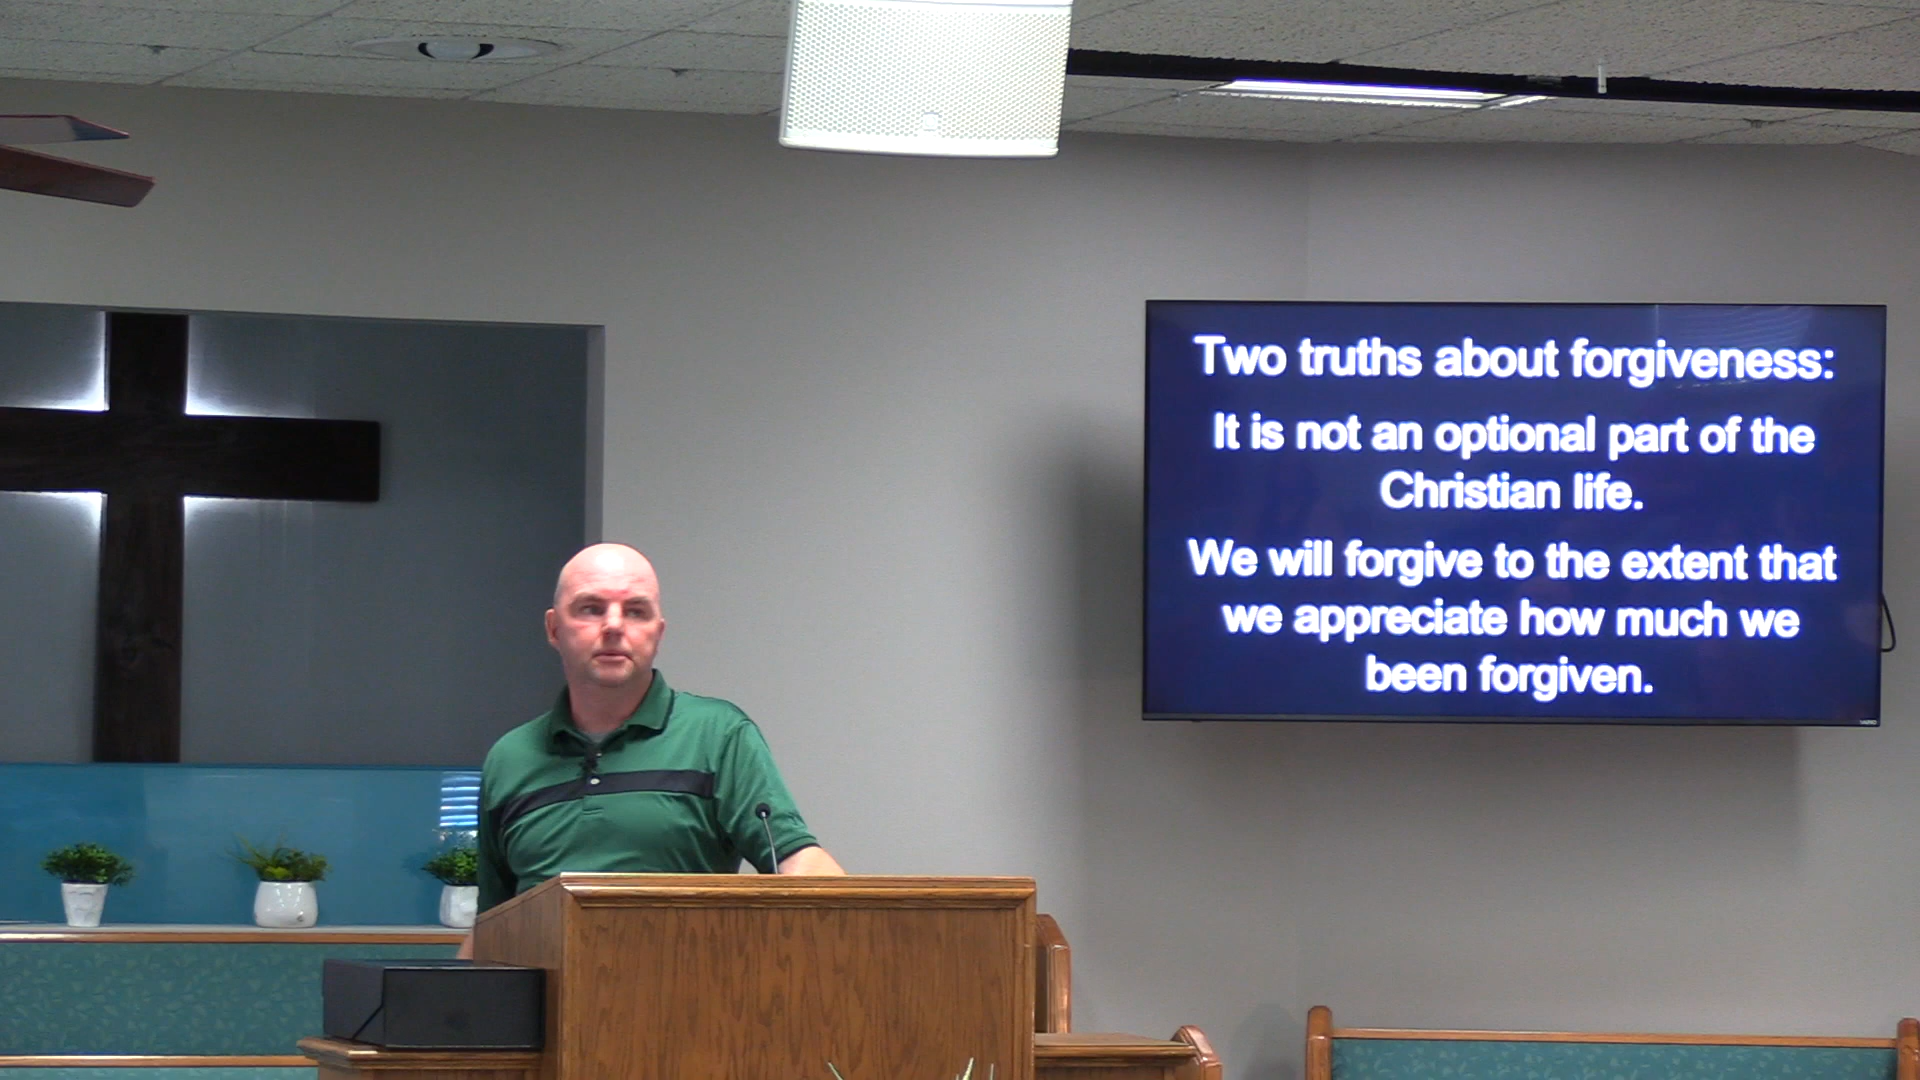 Two truths about forgiveness:
It is not an optional part of the
Christian life.
We will forgive to the extent that
we appreciate how much we
been forgiven.
VIZIO